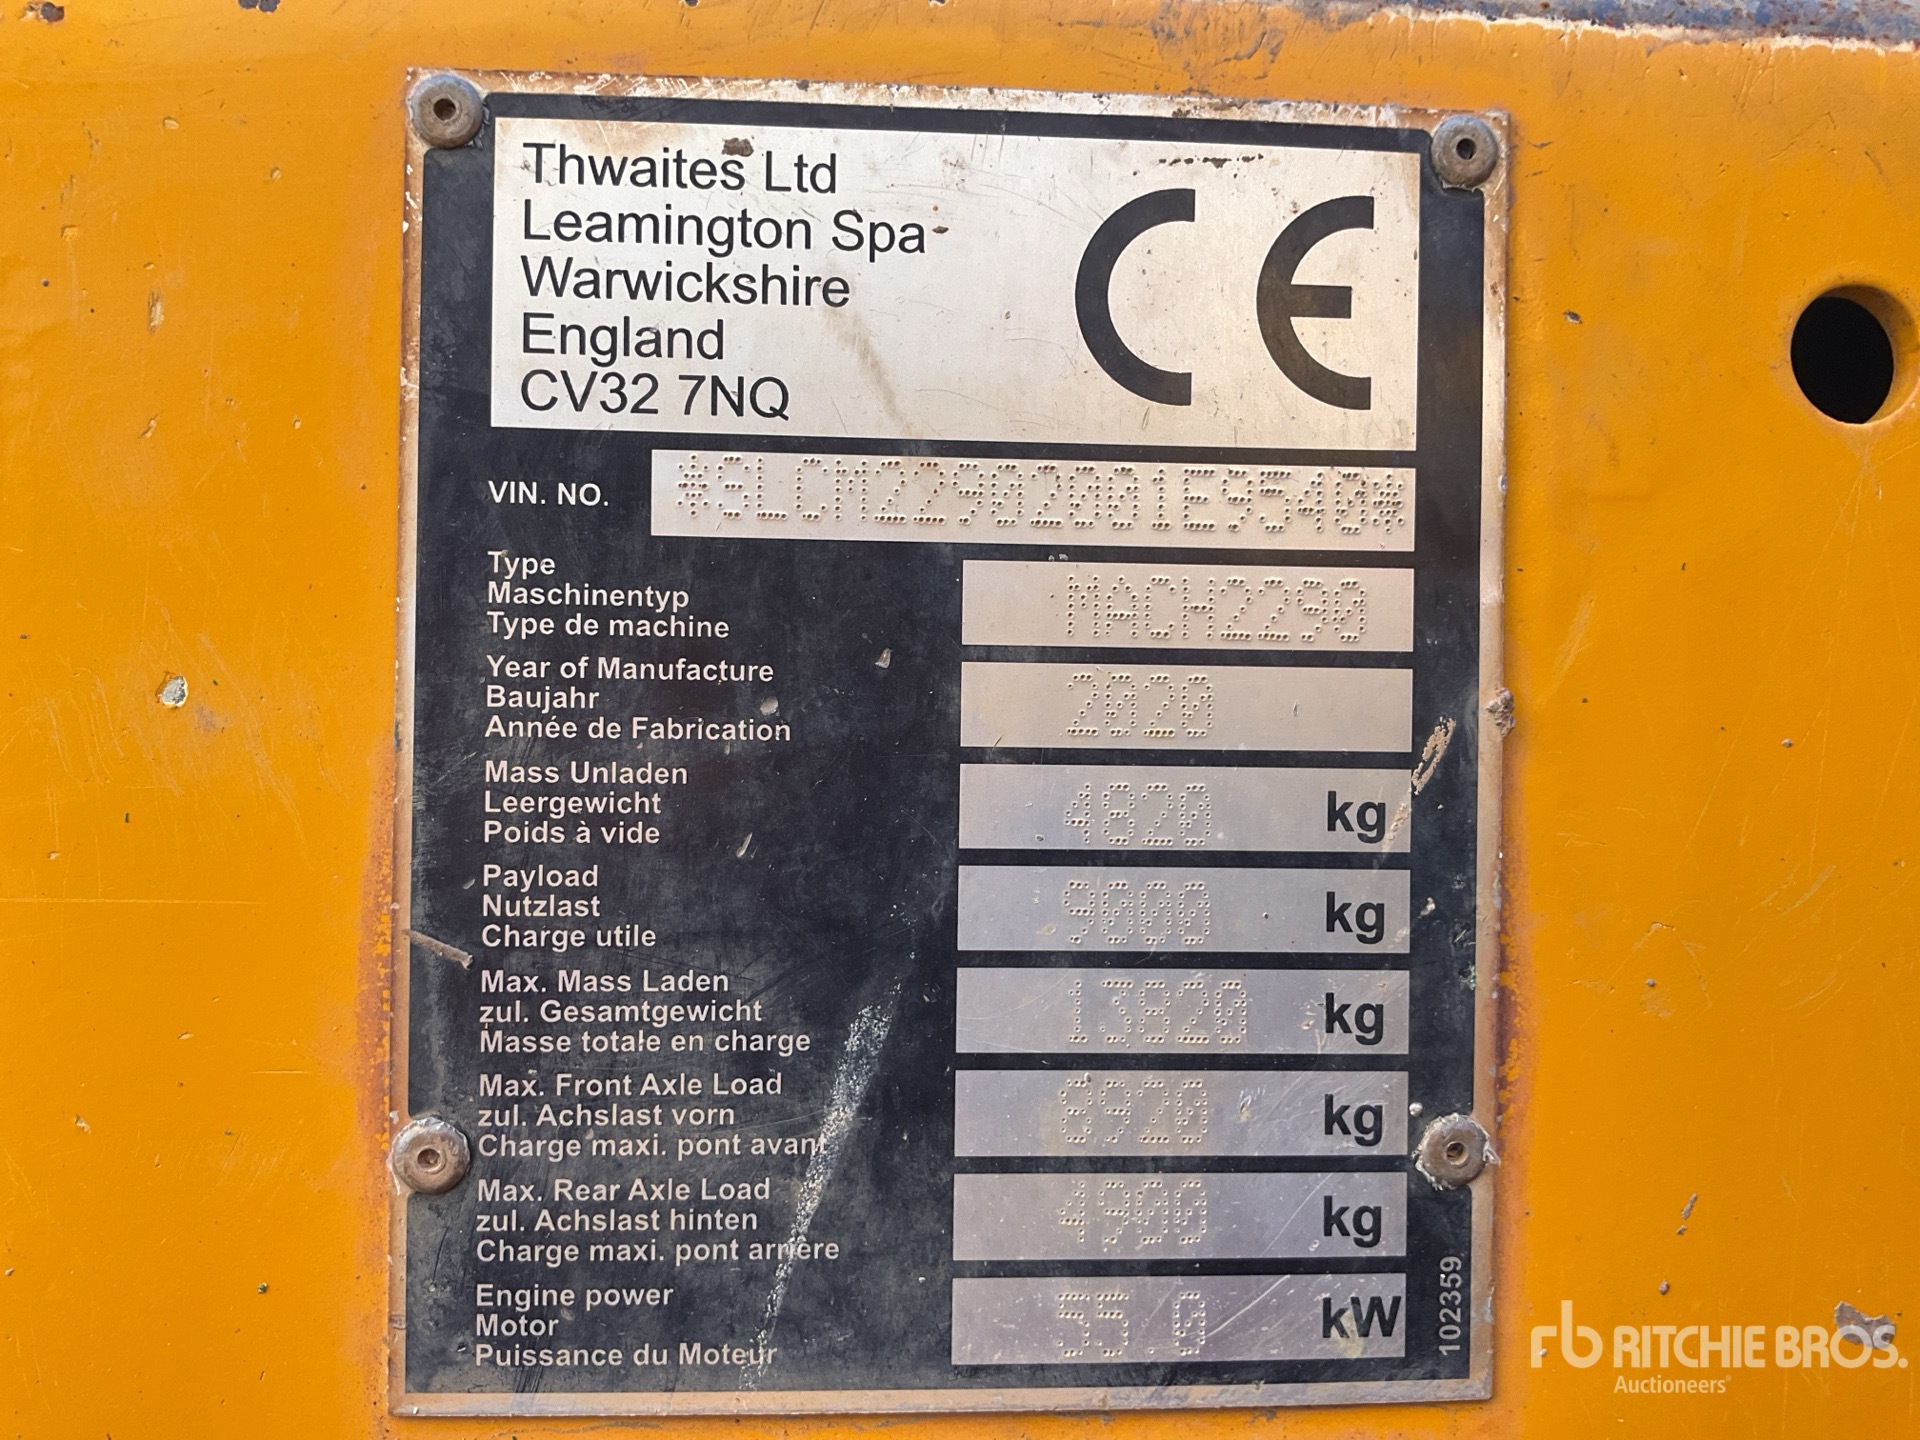 Thwaites Ltd
Leamington Spa
Warwickshire
England
CV32 7NQ
CE
VIN. NO. *SLCM22902001E9540*
Type
Maschinentyp
Type de machine
MACH2290
Year of Manufacture
Baujahr
Année de Fabrication
2020
Mass Unladen
Leergewicht
Poids à vide
4820 kg
Payload
Nutzlast
Charge utile
9000 kg
Max. Mass Laden
zul. Gesamtgewicht
Masse totale en charge
13820 kg
Max. Front Axle Load
zul. Achslast vorn
Charge maxi. pont avant
8920 kg
Max. Rear Axle Load
zul. Achslast hinten
Charge maxi. pont arrière
4900 kg
Engine power
Motor
Puissance du Moteur
55.0 kW
102359
rb RITCHIE BROS.
Auctioneers